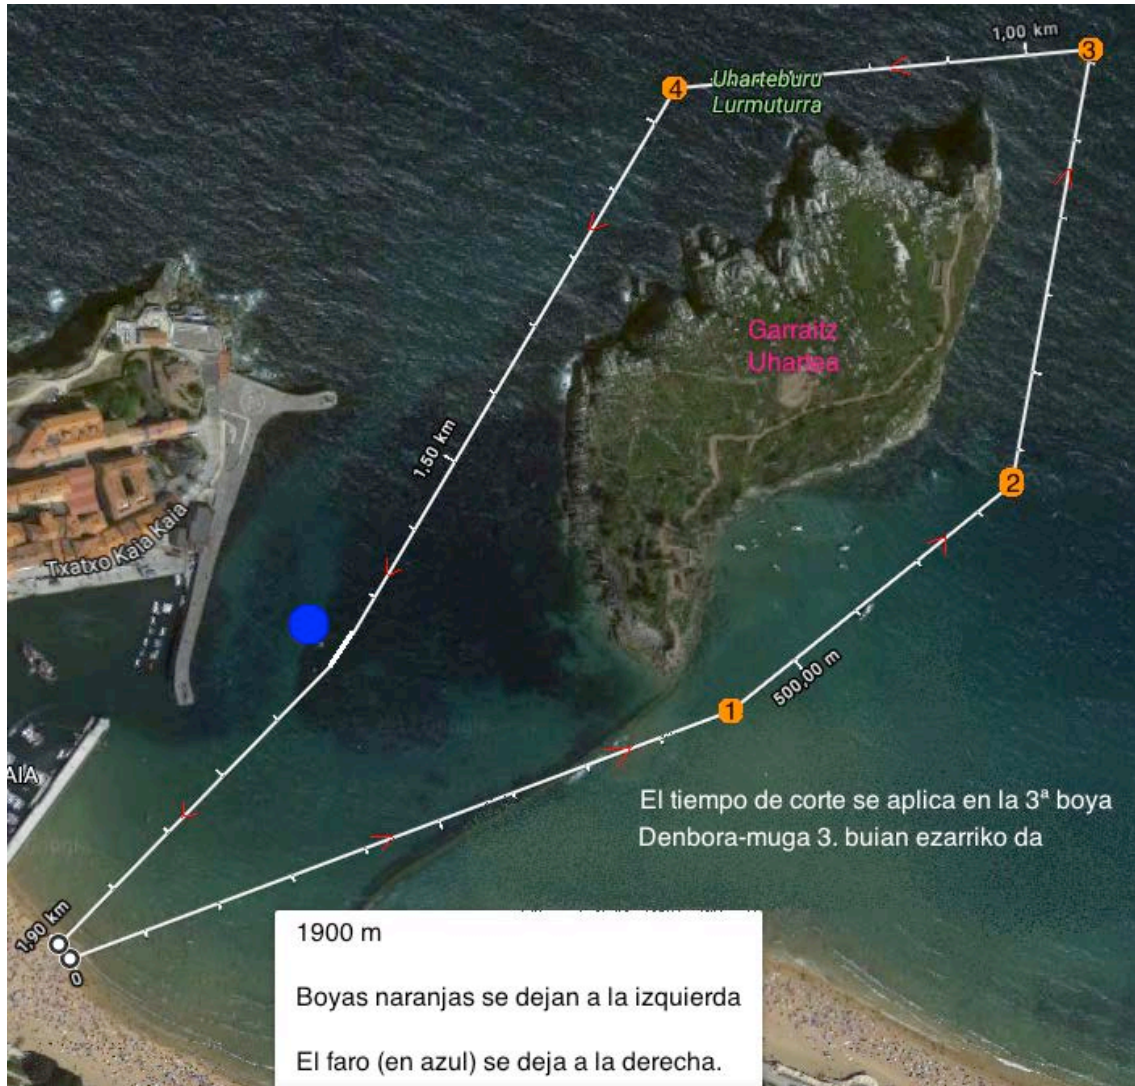 1,00 km
3
4
Uharteburu
Lurmuturra
Garraitz
Uhartea
1,50 km
2
Txatxo Kaia Kaia
500,00 m
1
AIA
El tiempo de corte se aplica en la 3ª boya
Denbora-muga 3. buian ezarriko da
1,90 km
0
1900 m
Boyas naranjas se dejan a la izquierda
El faro (en azul) se deja a la derecha.